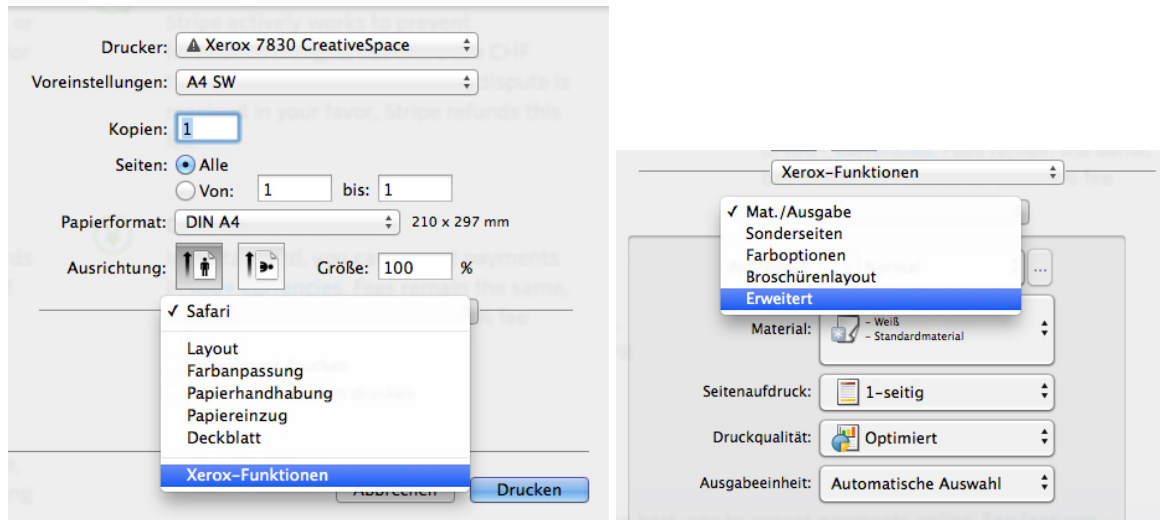 Drucker: Xerox 7830 CreativeSpace
Voreinstellungen: A4 SW
Kopien: 1
Seiten: Alle
Von: 1 bis: 1
Papierformat: DIN A4 210 x 297 mm
Ausrichtung: Größe: 100 %
✓ Safari
Layout
Farbanpassung
Papierhandhabung
Papiereinzug
Deckblatt
Xerox-Funktionen
Abbrechen Drucken
Xerox-Funktionen
✓ Mat./Ausgabe
Sonderseiten
Farboptionen
Broschürenlayout
Erweitert
...
Material: - Weiß
- Standardmaterial
Seitenaufdruck: 1-seitig
Druckqualität: Optimiert
Ausgabeeinheit: Automatische Auswahl